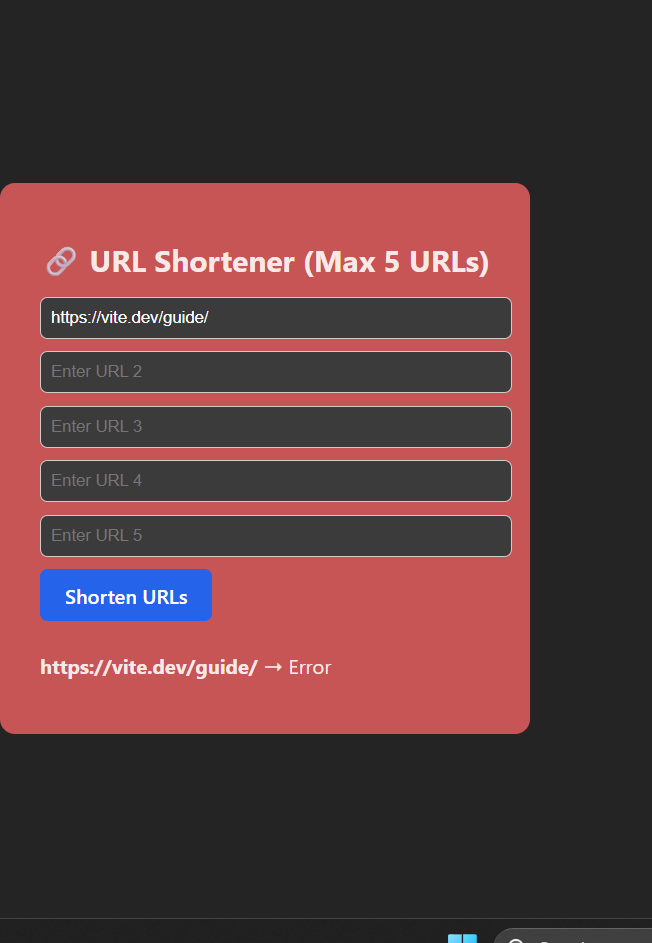 🔗 URL Shortener (Max 5 URLs)
https://vite.dev/guide/
Enter URL 2
Enter URL 3
Enter URL 4
Enter URL 5
Shorten URLs
https://vite.dev/guide/ → Error